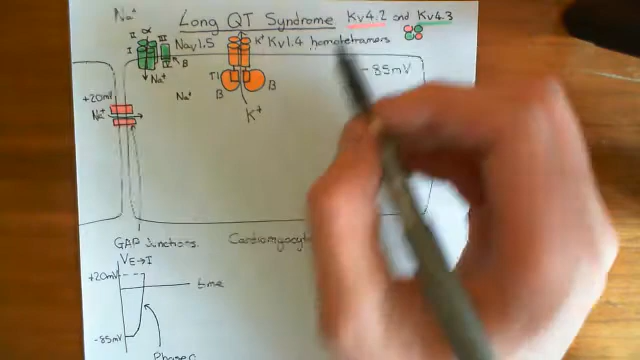 Na⁺ Long QT Syndrome Kv4.2 and Kv4.3
II α III
I IV B Nav1.5 K⁺ Kv1.4 homotetramers
Na⁺ -85mV
+20mV Na⁺ T1
B B
Na⁺ K⁺
GAP Junctions. Cardiomyocyt
VE→I
+20mV
time
-85mV
Phase 0